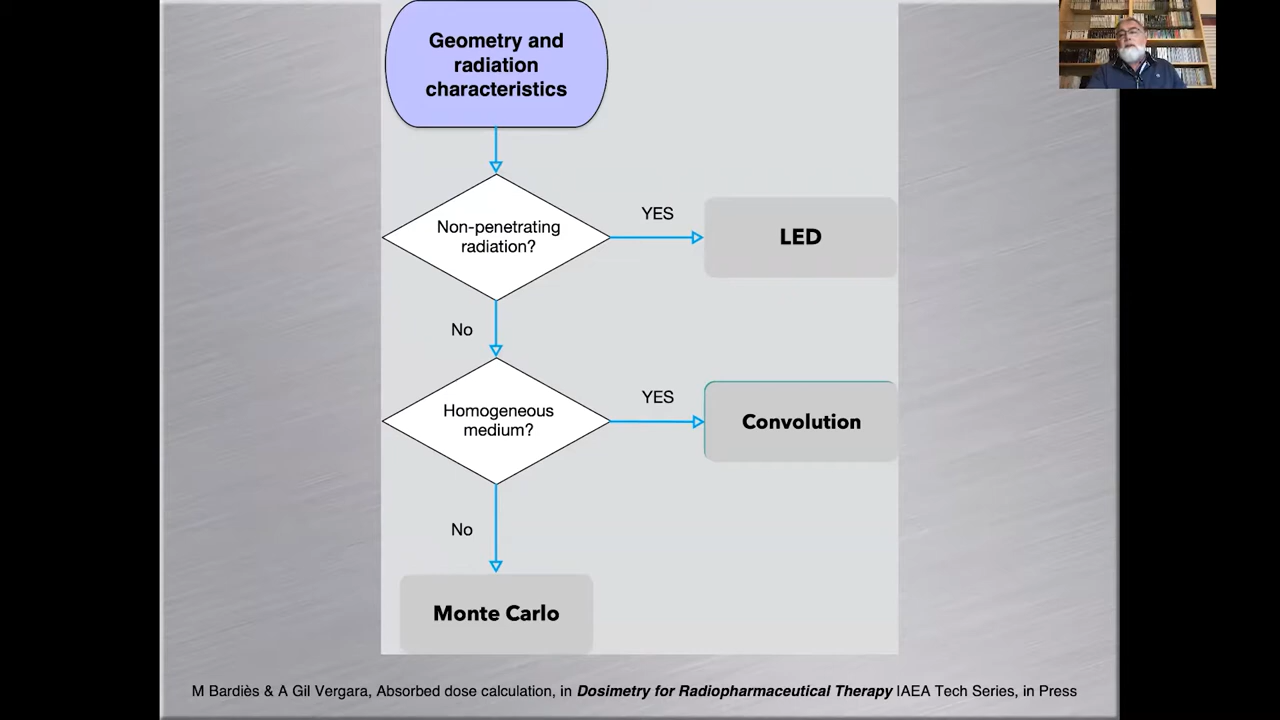 Geometry and
radiation
characteristics
Non-penetrating
radiation?
YES
LED
No
Homogeneous
medium?
YES
Convolution
No
Monte Carlo
M Bardiès & A Gil Vergara, Absorbed dose calculation, in Dosimetry for Radiopharmaceutical Therapy IAEA Tech Series, in Press